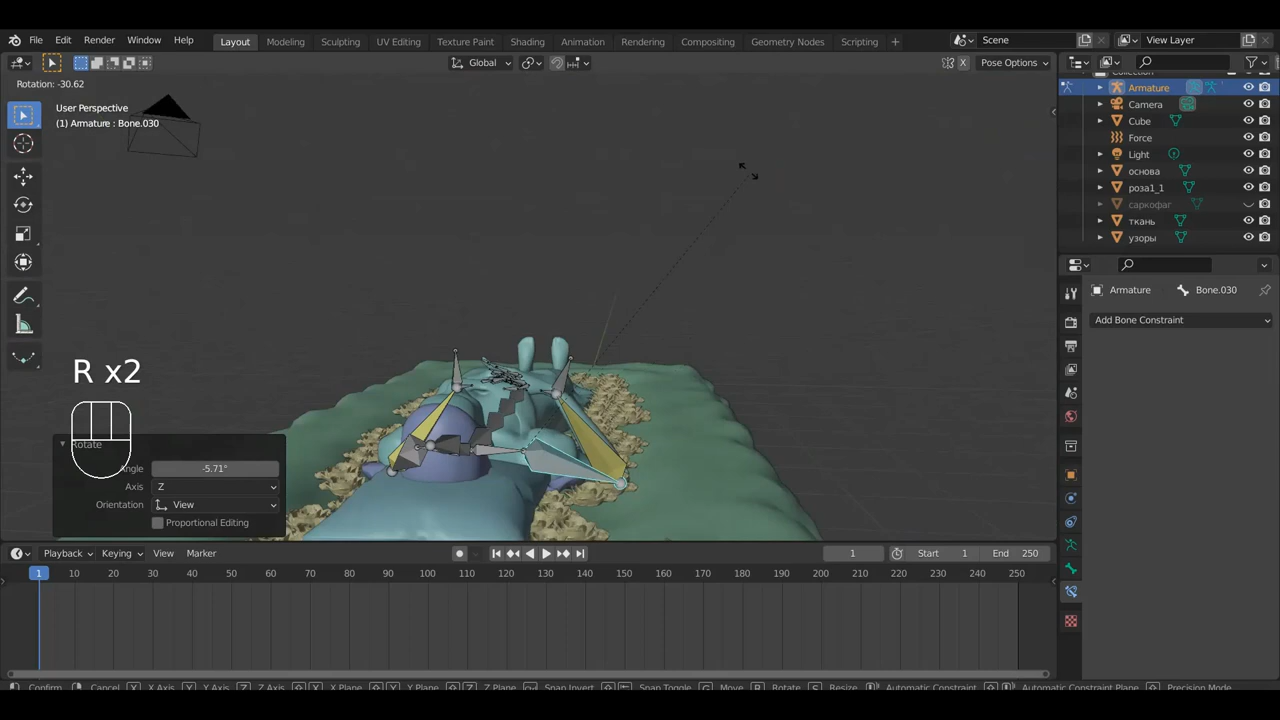 File Edit Render Window Help Layout Modeling Sculpting UV Editing Texture Paint Shading Animation Rendering Compositing Geometry Nodes Scripting + Scene View Layer
Global X Pose Options
Rotation: -30.62
User Perspective
(1) Armature : Bone.030
Armature
Camera
Cube
Force
Light
основа
роза1_1
саркофаг
ткань
узоры
Armature Bone.030
Add Bone Constraint
R x2
Rotate
Angle -5.71°
Axis Z
Orientation View
Proportional Editing
Playback Keying View Marker 1 Start 1 End 250
1 10 20 30 40 50 60 70 80 90 100 110 120 130 140 150 160 170 180 190 200 210 220 230 240 250
Confirm Cancel X X Axis Y Y Axis Z Z Axis X X Plane Y Y Plane Z Z Plane Snap Invert Snap Toggle G Move R Rotate S Resize Automatic Constraint Automatic Constraint Plane Precision Mode